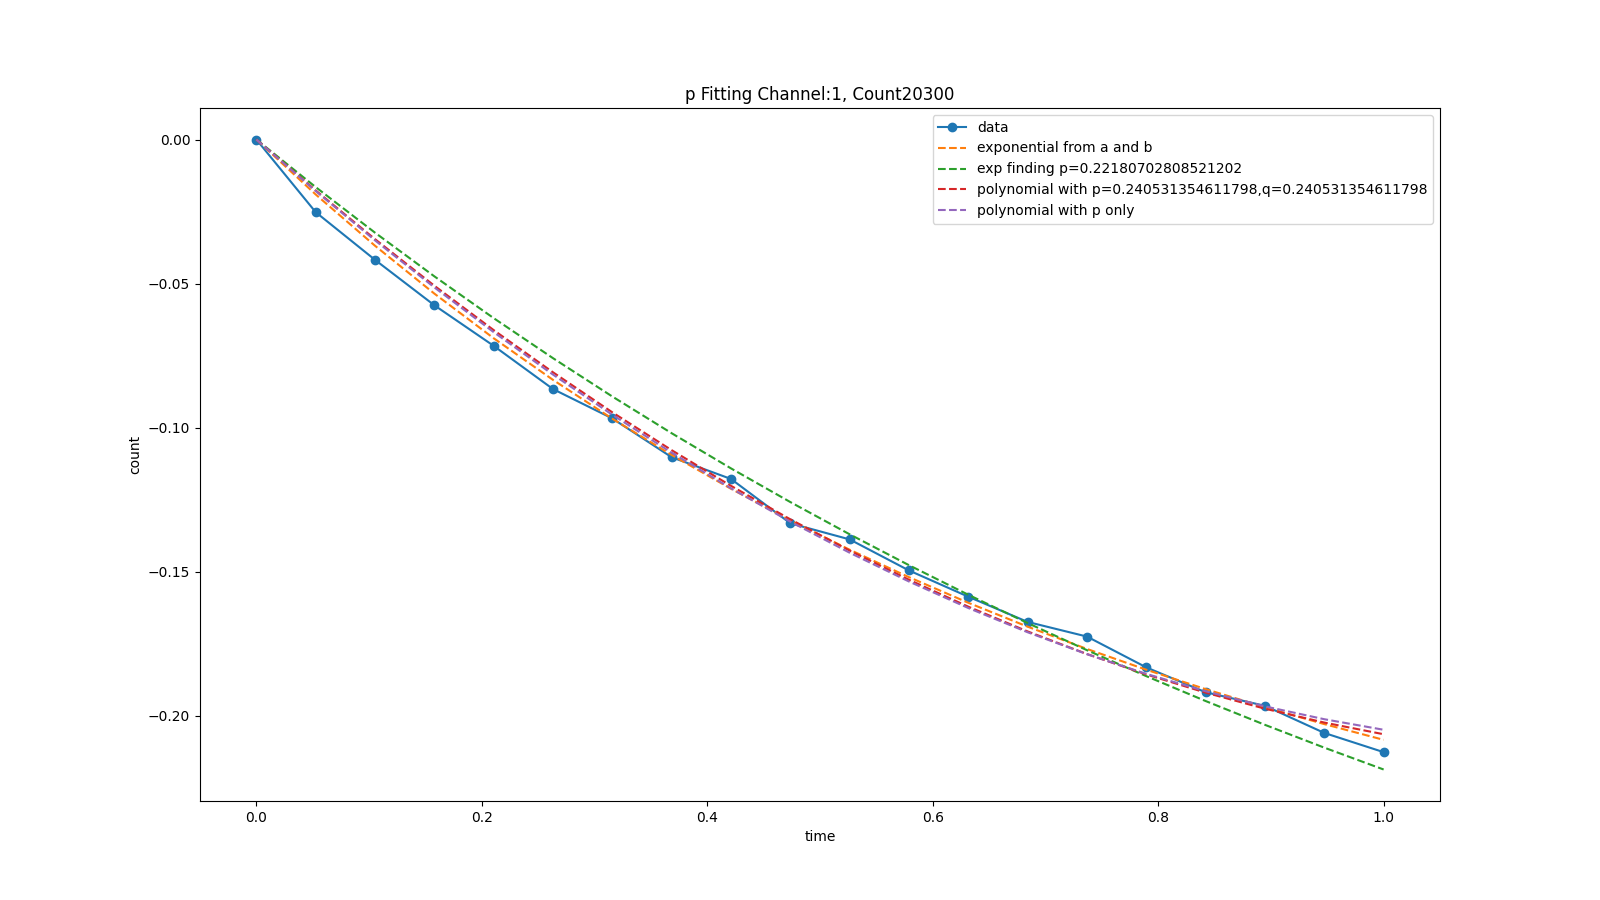 p Fitting Channel:1, Count20300
data
exponential from a and b
exp finding p=0.22180702808521202
polynomial with p=0.240531354611798,q=0.240531354611798
polynomial with p only
0.00
−0.05
−0.10
−0.15
−0.20
count
0.0 0.2 0.4 0.6 0.8 1.0
time